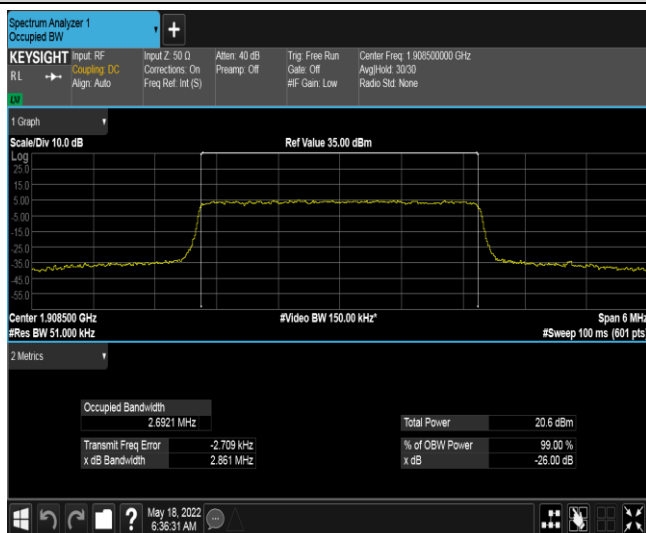 Spectrum Analyzer 1
Occupied BW
+
KEYSIGHT
Input: RF
Input Z: 50 Ω
Atten: 40 dB
Trig: Free Run
Center Freq: 1.908500000 GHz
RL
Coupling: DC
Corrections: On
Preamp: Off
Gate: Off
Avg|Hold: 30/30
Align: Auto
Freq Ref: Int (S)
#IF Gain: Low
Radio Std: None
1 Graph
Scale/Div 10.0 dB
Ref Value 35.00 dBm
Log
25.0
15.0
5.00
-5.00
-15.0
-25.0
-35.0
-45.0
-55.0
Center 1.908500 GHz
#Video BW 150.00 kHz*
Span 6 MHz
#Res BW 51.000 kHz
#Sweep 100 ms (601 pts)
2 Metrics
Occupied Bandwidth
2.6921 MHz
Total Power
20.6 dBm
Transmit Freq Error
-2.709 kHz
% of OBW Power
99.00 %
x dB Bandwidth
2.861 MHz
x dB
-26.00 dB
?
May 18, 2022
6:36:31 AM